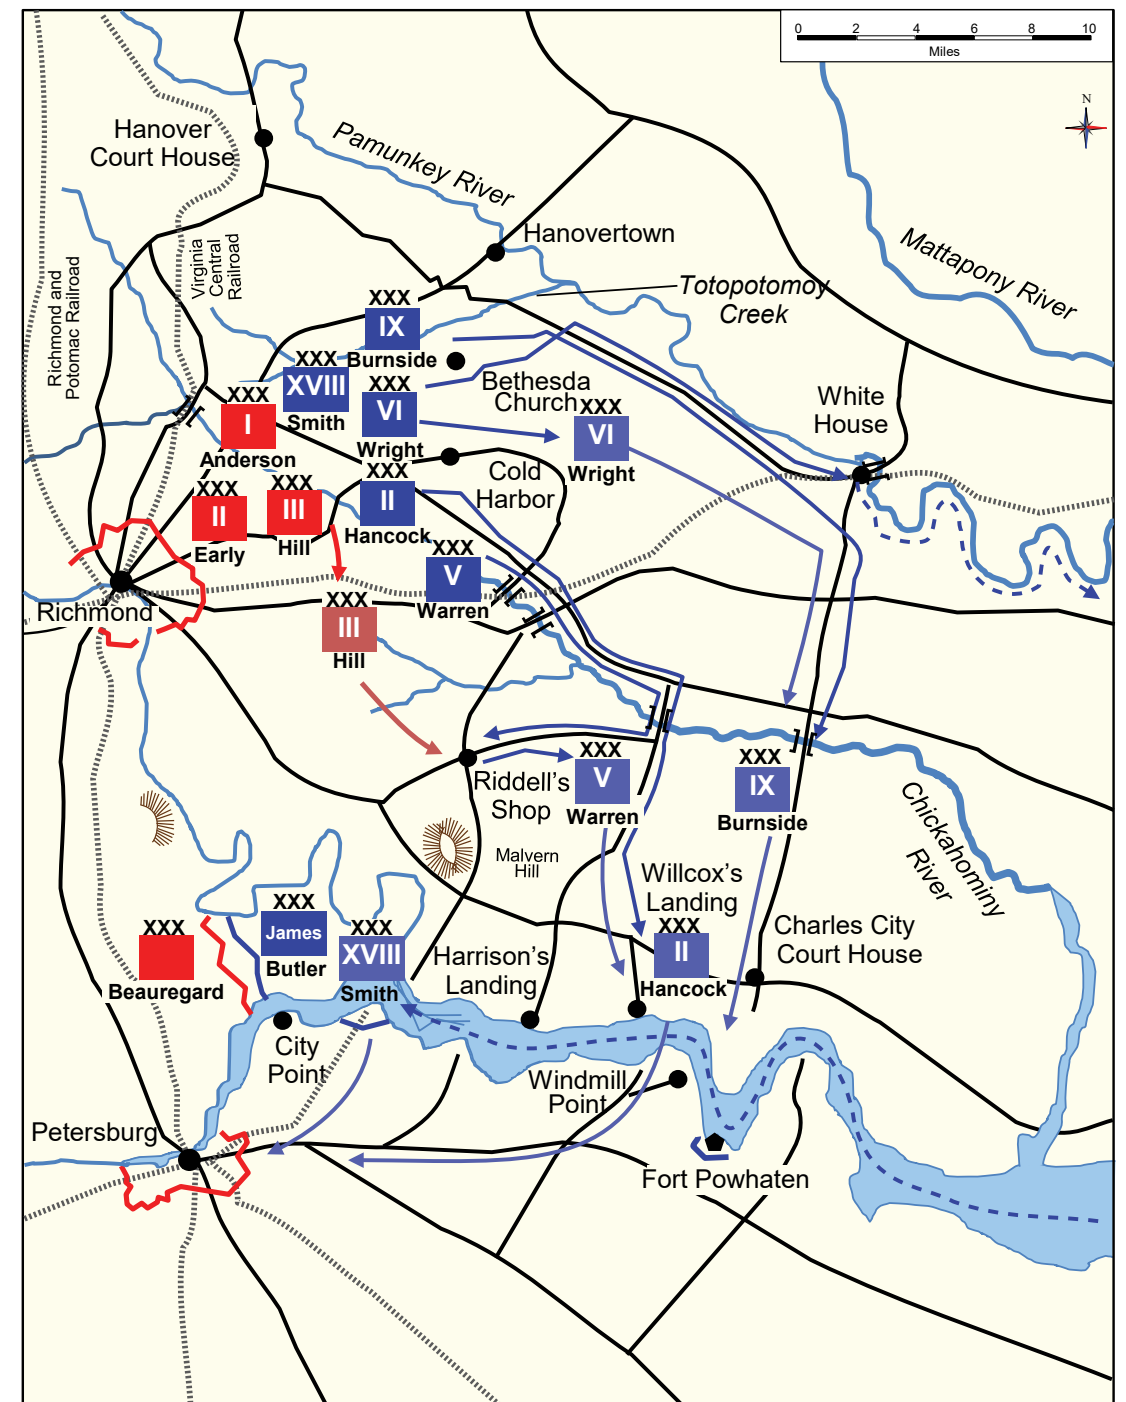 0 2 4 6 8 10
Miles
N
Hanover
Court House
Pamunkey River
Hanovertown
Mattapony River
Richmond and
Potomac Railroad
Virginia
Central
Railroad
Totopotomoy
Creek
XXX
IX
Burnside
XXX
XVIII
Smith
XXX
VI
Wright
Bethesda
Church
XXX
VI
Wright
White
House
XXX
I
Anderson
XXX
II
Early
XXX
III
Hill
XXX
II
Hancock
Cold
Harbor
XXX
V
Warren
Richmond
XXX
III
Hill
Riddell's
Shop
XXX
V
Warren
XXX
IX
Burnside
Chickahominy
River
Malvern
Hill
Willcox's
Landing
XXX
II
Hancock
Charles City
Court House
XXX
Beauregard
XXX
James
Butler
XXX
XVIII
Smith
Harrison's
Landing
City
Point
Windmill
Point
Petersburg
Fort Powhaten